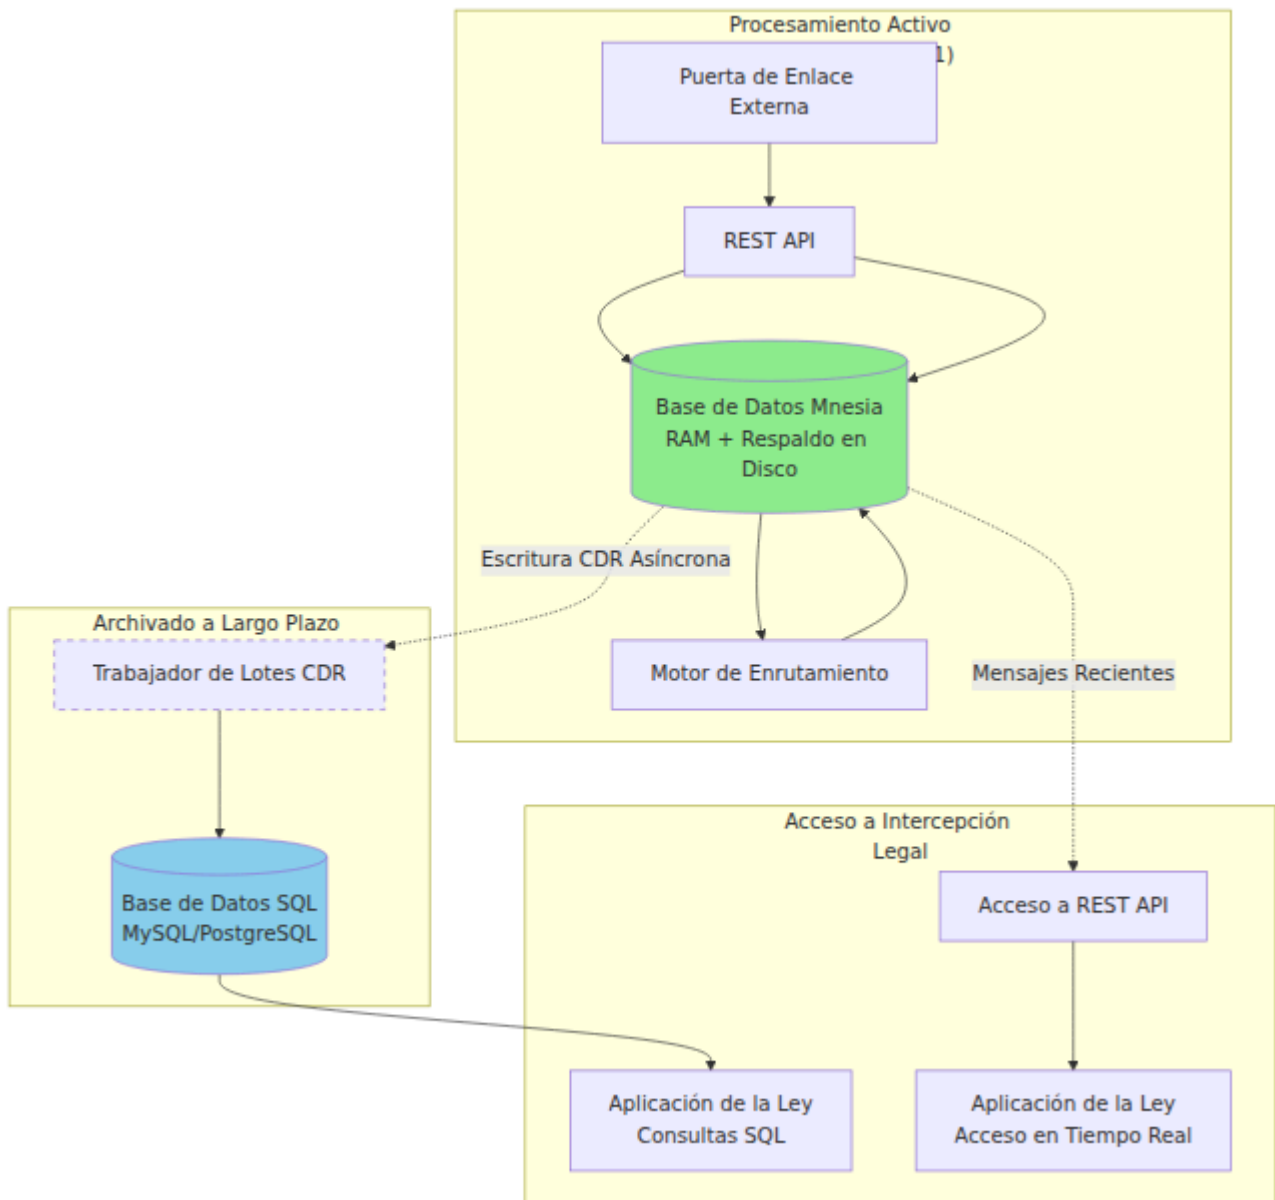 Procesamiento Activo
1)
Puerta de Enlace
Externa
REST API
Base de Datos Mnesia
RAM + Respaldo en
Disco
Escritura CDR Asíncrona
Archivado a Largo Plazo
Trabajador de Lotes CDR
Motor de Enrutamiento
Mensajes Recientes
Base de Datos SQL
MySQL/PostgreSQL
Acceso a Intercepción
Legal
Acceso a REST API
Aplicación de la Ley
Consultas SQL
Aplicación de la Ley
Acceso en Tiempo Real